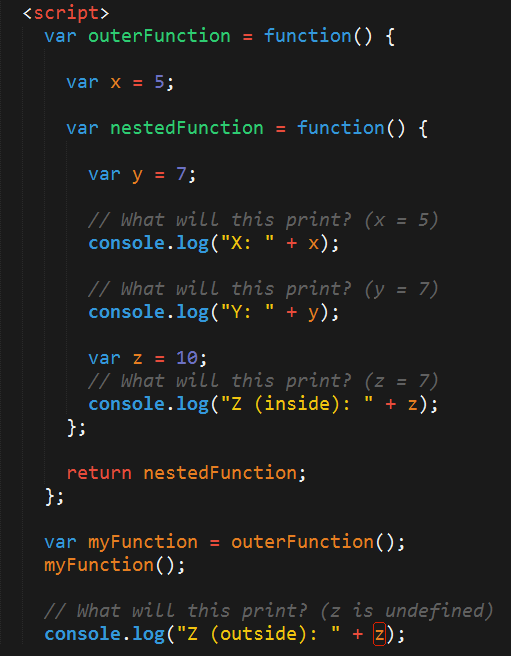 <script>
var outerFunction = function() {
var x = 5;
var nestedFunction = function() {
var y = 7;
// What will this print? (x = 5)
console.log("X: " + x);
// What will this print? (y = 7)
console.log("Y: " + y);
var z = 10;
// What will this print? (z = 7)
console.log("Z (inside): " + z);
};
return nestedFunction;
};
var myFunction = outerFunction();
myFunction();
// What will this print? (z is undefined)
console.log("Z (outside): " + z);